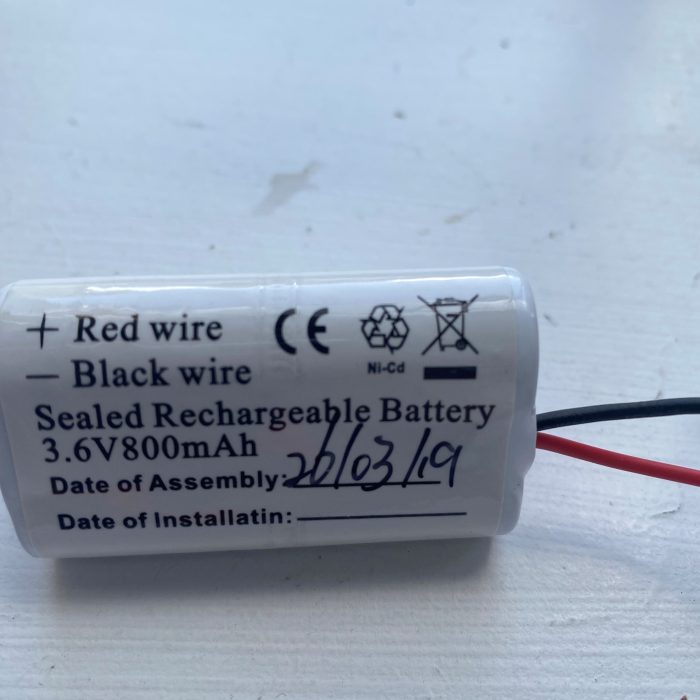 + Red wire
CE
Ni-Cd
— Black wire
Sealed Rechargeable Battery
3.6V800mAh
Date of Assembly: 20/03/19
Date of Installatin: